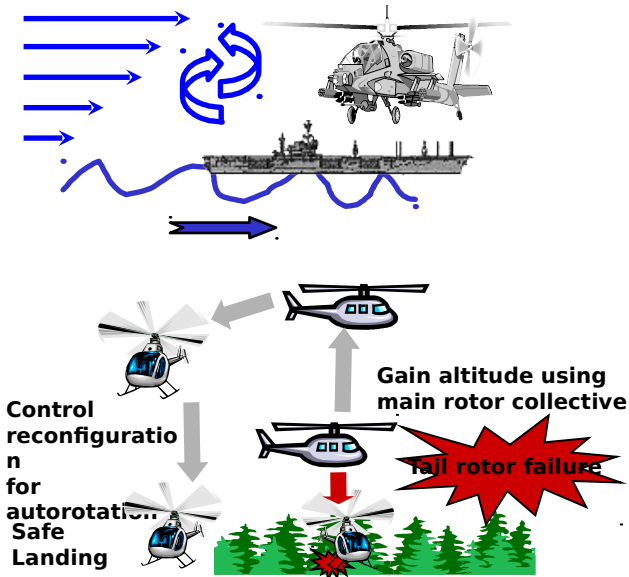 Gain altitude using
main rotor collective
Tail rotor failure
Control
reconfiguratio
n
for
autorotation
Safe
Landing